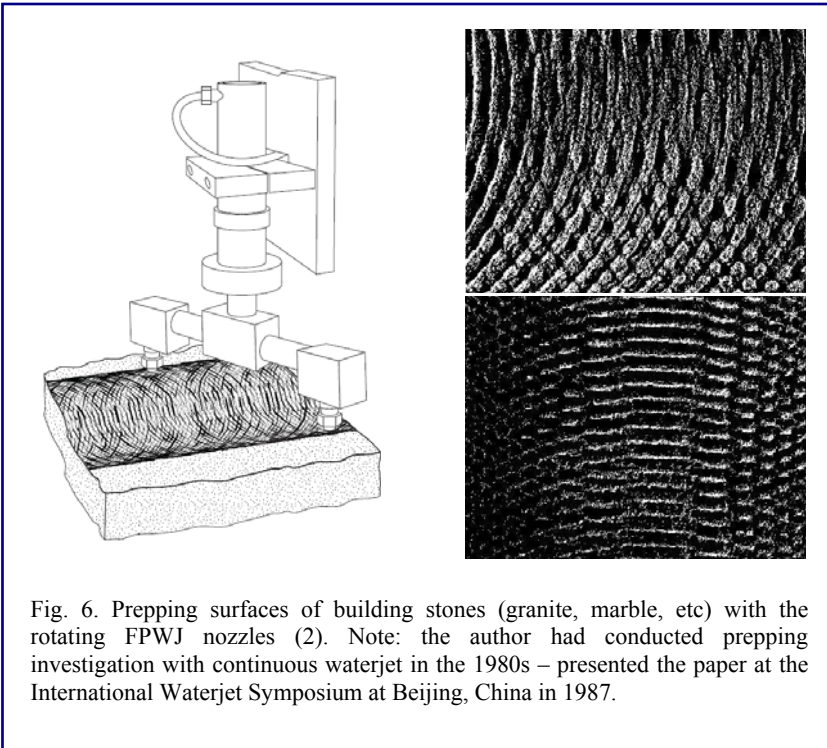 Fig. 6. Prepping surfaces of building stones (granite, marble, etc) with the
rotating FPWJ nozzles (2). Note: the author had conducted prepping
investigation with continuous waterjet in the 1980s – presented the paper at the
International Waterjet Symposium at Beijing, China in 1987.